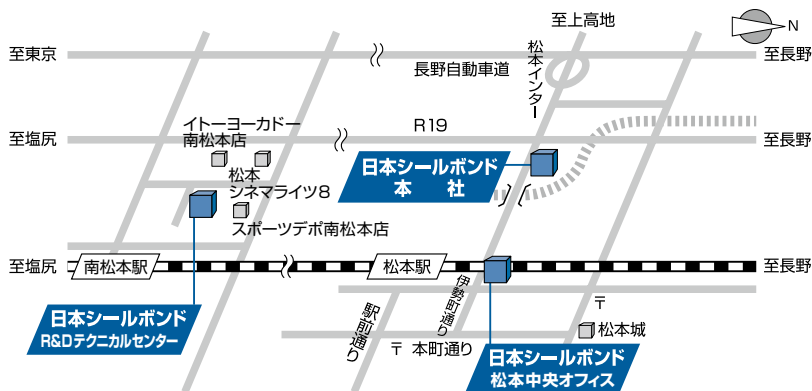 至上高地
N
至東京
長野自動車道
松本インター
至長野
至塩尻
イトーヨーカドー
南松本店
R19
至長野
松本
シネマライツ8
日本シールボンド
本 社
スポーツデポ南松本店
至塩尻
南松本駅
松本駅
至長野
日本シールボンド
R&Dテクニカルセンター
駅前通り
伊勢町通り
〒
〒 本町通り
松本城
日本シールボンド
松本中央オフィス